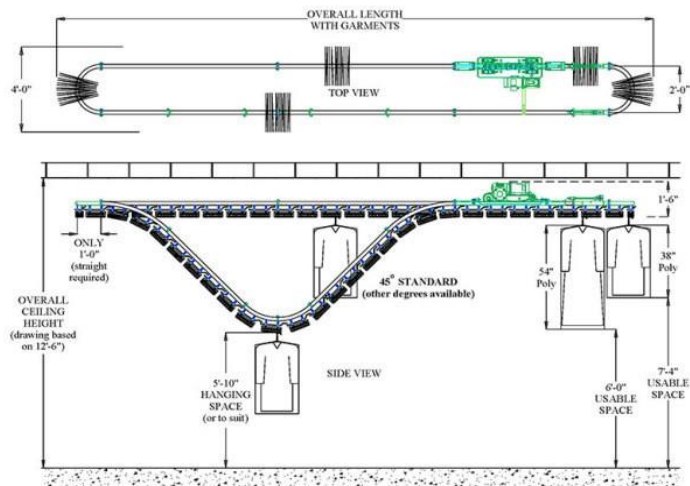 OVERALL LENGTH
WITH GARMENTS
4'-0"
TOP VIEW
2'-0"
1'-6"
ONLY
1'-0"
(straight
required)
38"
Poly
54"
Poly
45° STANDARD
(other degrees available)
OVERALL
CEILING
HEIGHT
(drawing based
on 12'-6")
5'-10"
HANGING
SPACE
(or to suit)
SIDE VIEW
6'-0"
USABLE
SPACE
7'-4"
USABLE
SPACE